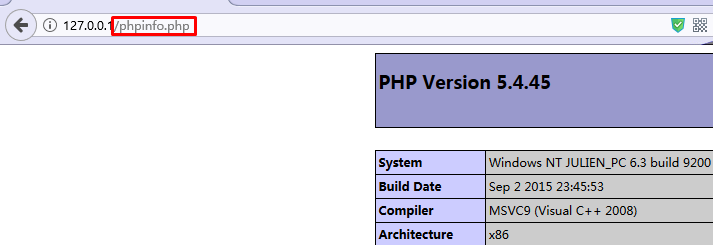 127.0.0.1/phpinfo.php
PHP Version 5.4.45
System Windows NT JULIEN_PC 6.3 build 9200
Build Date Sep 2 2015 23:45:53
Compiler MSVC9 (Visual C++ 2008)
Architecture x86